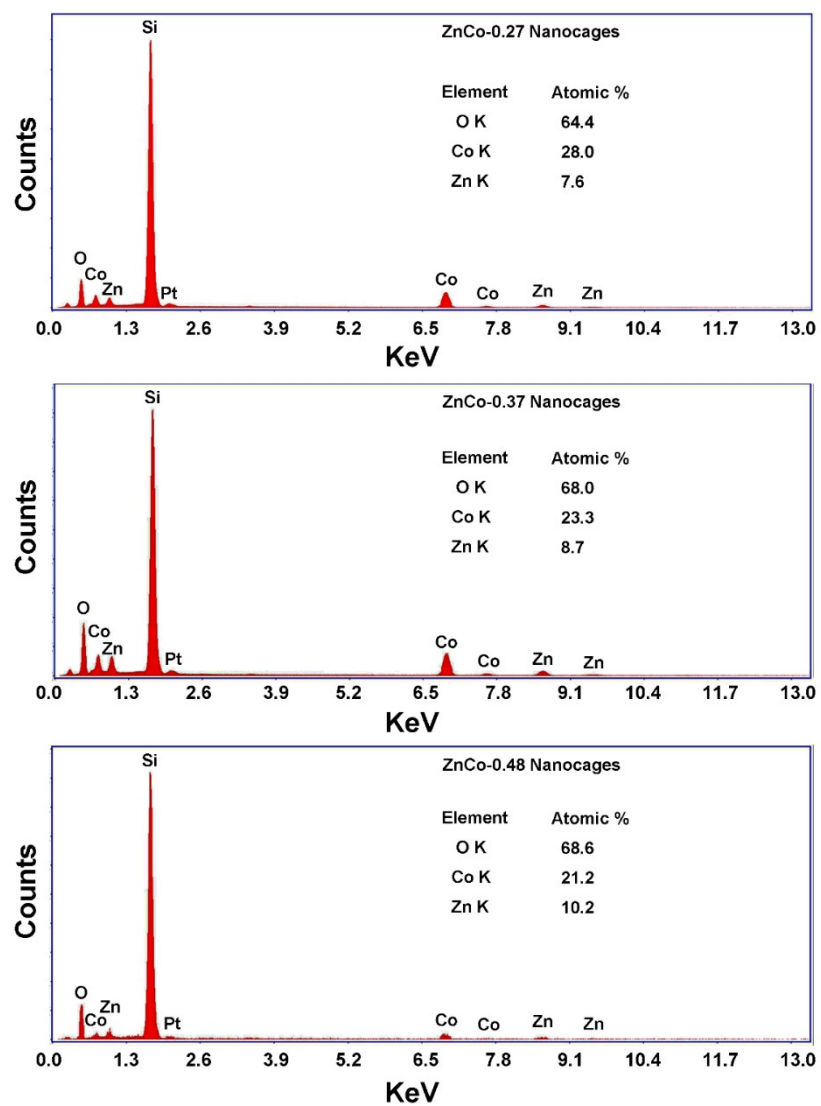 Si
ZnCo-0.27 Nanocages
Element Atomic %
O K 64.4
Co K 28.0
Zn K 7.6
Counts
O
Co
Zn
Pt
Co
Co
Zn
Zn
0.0 1.3 2.6 3.9 5.2 6.5 7.8 9.1 10.4 11.7 13.0
KeV
Si
ZnCo-0.37 Nanocages
Element Atomic %
O K 68.0
Co K 23.3
Zn K 8.7
Counts
O
Co
Zn
Pt
Co
Co
Zn
Zn
0.0 1.3 2.6 3.9 5.2 6.5 7.8 9.1 10.4 11.7 13.0
KeV
Si
ZnCo-0.48 Nanocages
Element Atomic %
O K 68.6
Co K 21.2
Zn K 10.2
Counts
O
Co
Zn
Pt
Co
Co
Zn
Zn
0.0 1.3 2.6 3.9 5.2 6.5 7.8 9.1 10.4 11.7 13.0
KeV